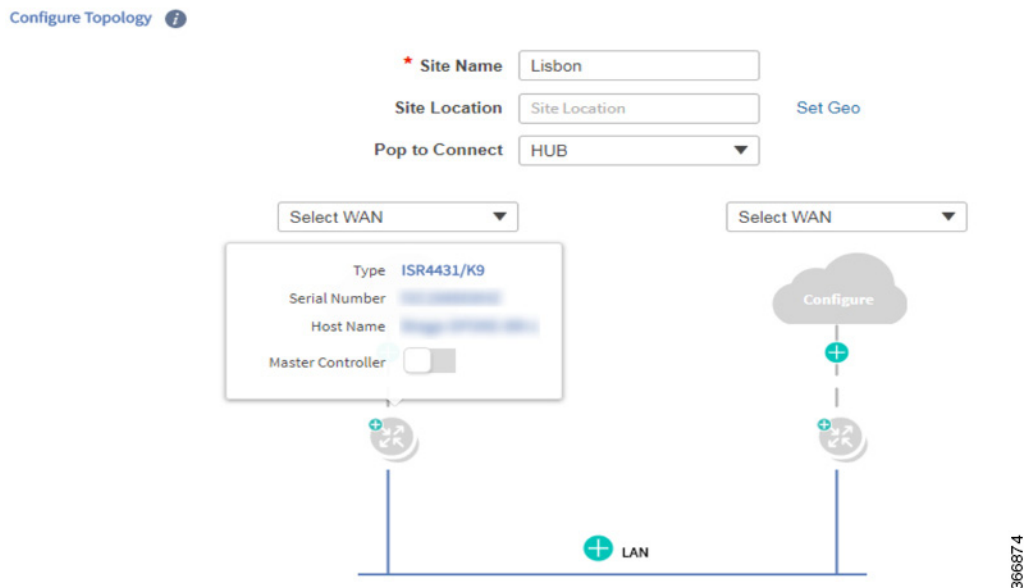 Configure Topology i
* Site Name Lisbon
Site Location Site Location Set Geo
Pop to Connect HUB
Select WAN Select WAN
Type ISR4431/K9
Serial Number
Host Name
Master Controller
Configure
LAN
366874